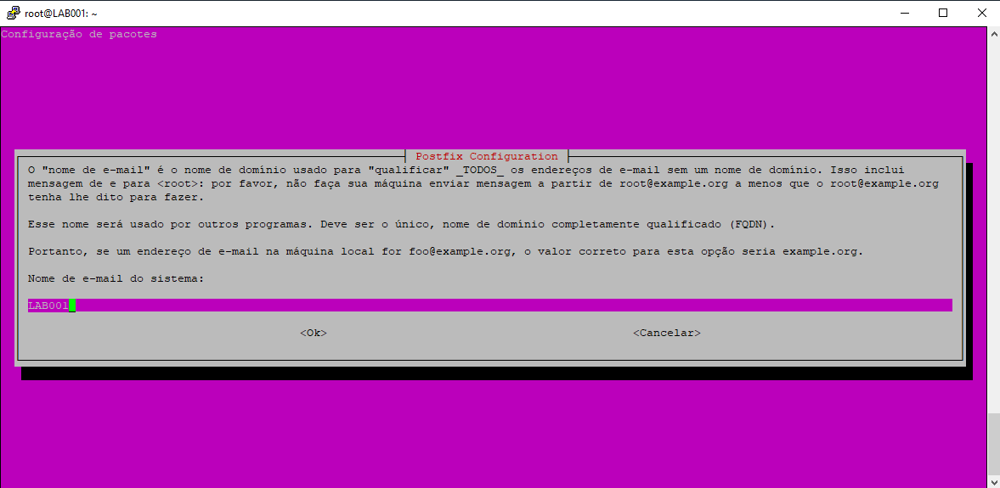 root@LAB001: ~
Configuração de pacotes
Postfix Configuration
O "nome de e-mail" é o nome de domínio usado para "qualificar" _TODOS_ os endereços de e-mail sem um nome de domínio. Isso inclui
mensagem de e para <root>: por favor, não faça sua máquina enviar mensagem a partir de root@example.org a menos que o root@example.org
tenha lhe dito para fazer.
Esse nome será usado por outros programas. Deve ser o único, nome de domínio completamente qualificado (FQDN).
Portanto, se um endereço de e-mail na máquina local for foo@example.org, o valor correto para esta opção seria example.org.
Nome de e-mail do sistema:
LAB001
<Ok> <Cancelar>